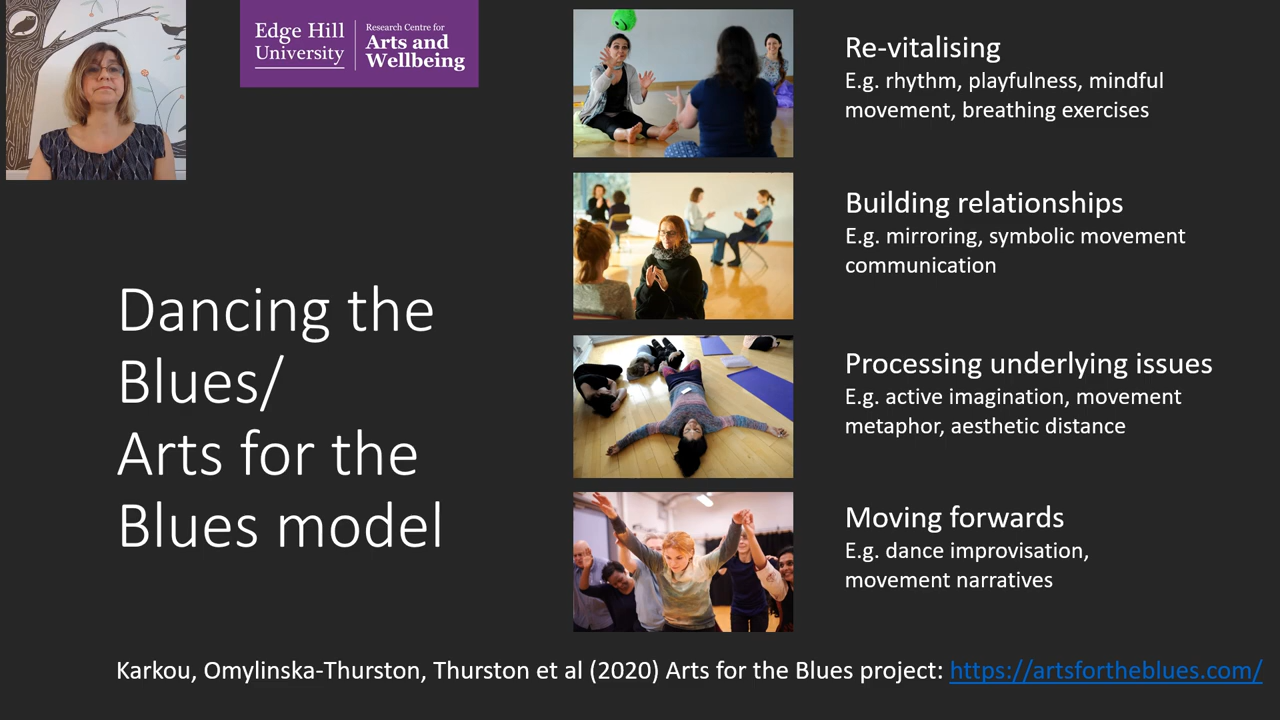 Edge Hill
University
Research Centre for
Arts and
Wellbeing
Dancing the
Blues/
Arts for the
Blues model
Re-vitalising
E.g. rhythm, playfulness, mindful
movement, breathing exercises
Building relationships
E.g. mirroring, symbolic movement
communication
Processing underlying issues
E.g. active imagination, movement
metaphor, aesthetic distance
Moving forwards
E.g. dance improvisation,
movement narratives
Karkou, Omylinska-Thurston, Thurston et al (2020) Arts for the Blues project: https://artsfortheblues.com/